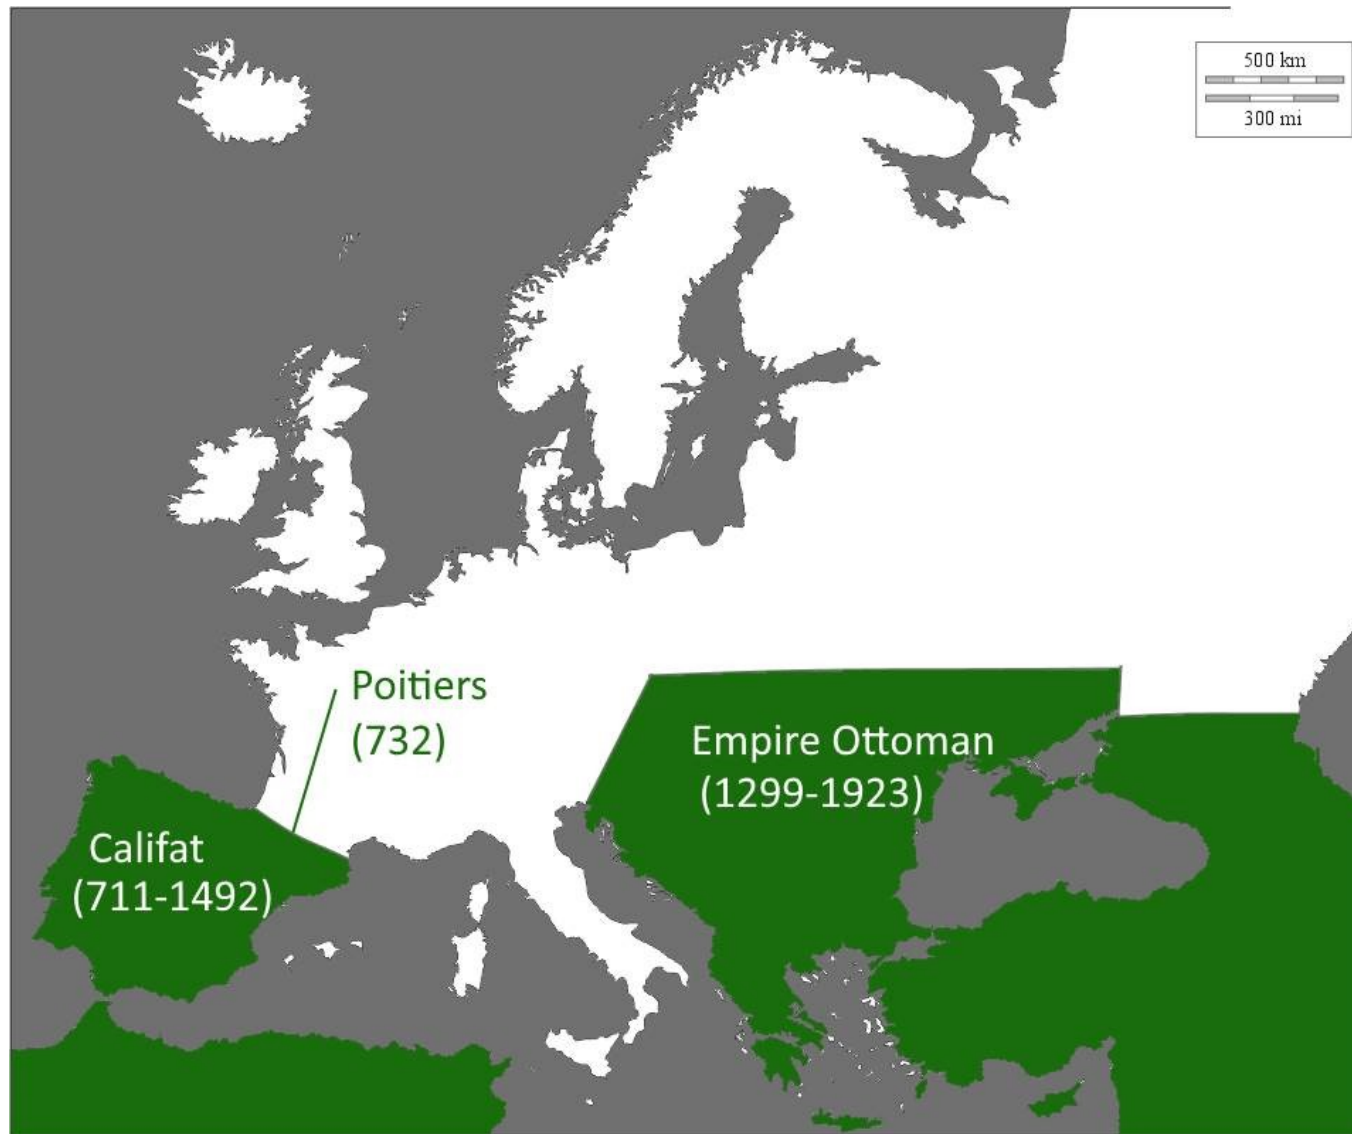 500 km
300 mi
Poitiers
(732)
Empire Ottoman
(1299-1923)
Califat
(711-1492)